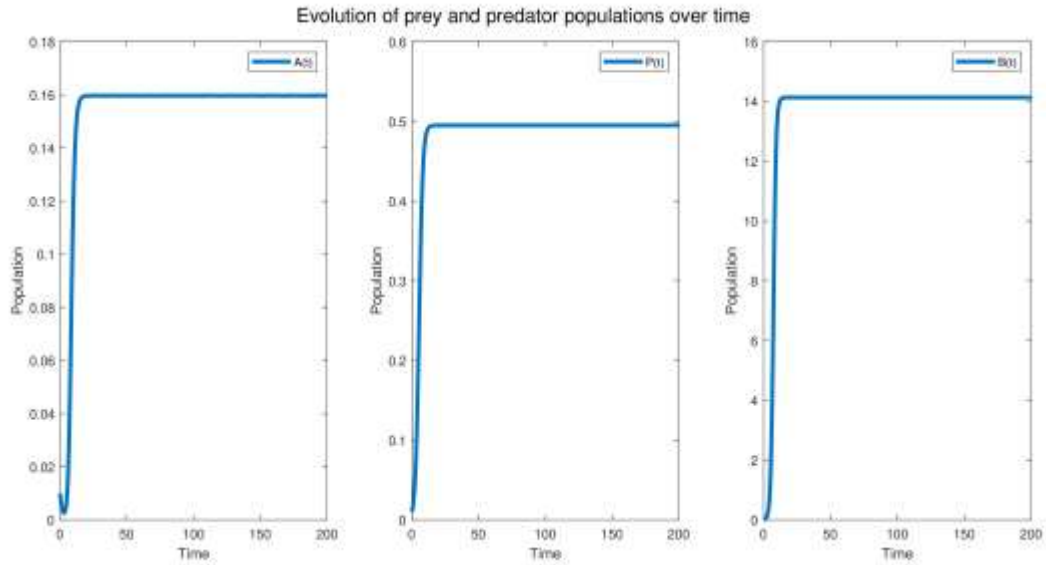 Evolution of prey and predator populations over time
0.18
0.16
0.14
0.12
0.1
0.08
0.06
0.04
0.02
0
Population
A(t)
0 50 100 150 200
Time
0.6
0.5
0.4
0.3
0.2
0.1
0
Population
P(t)
0 50 100 150 200
Time
16
14
12
10
8
6
4
2
0
Population
B(t)
0 50 100 150 200
Time